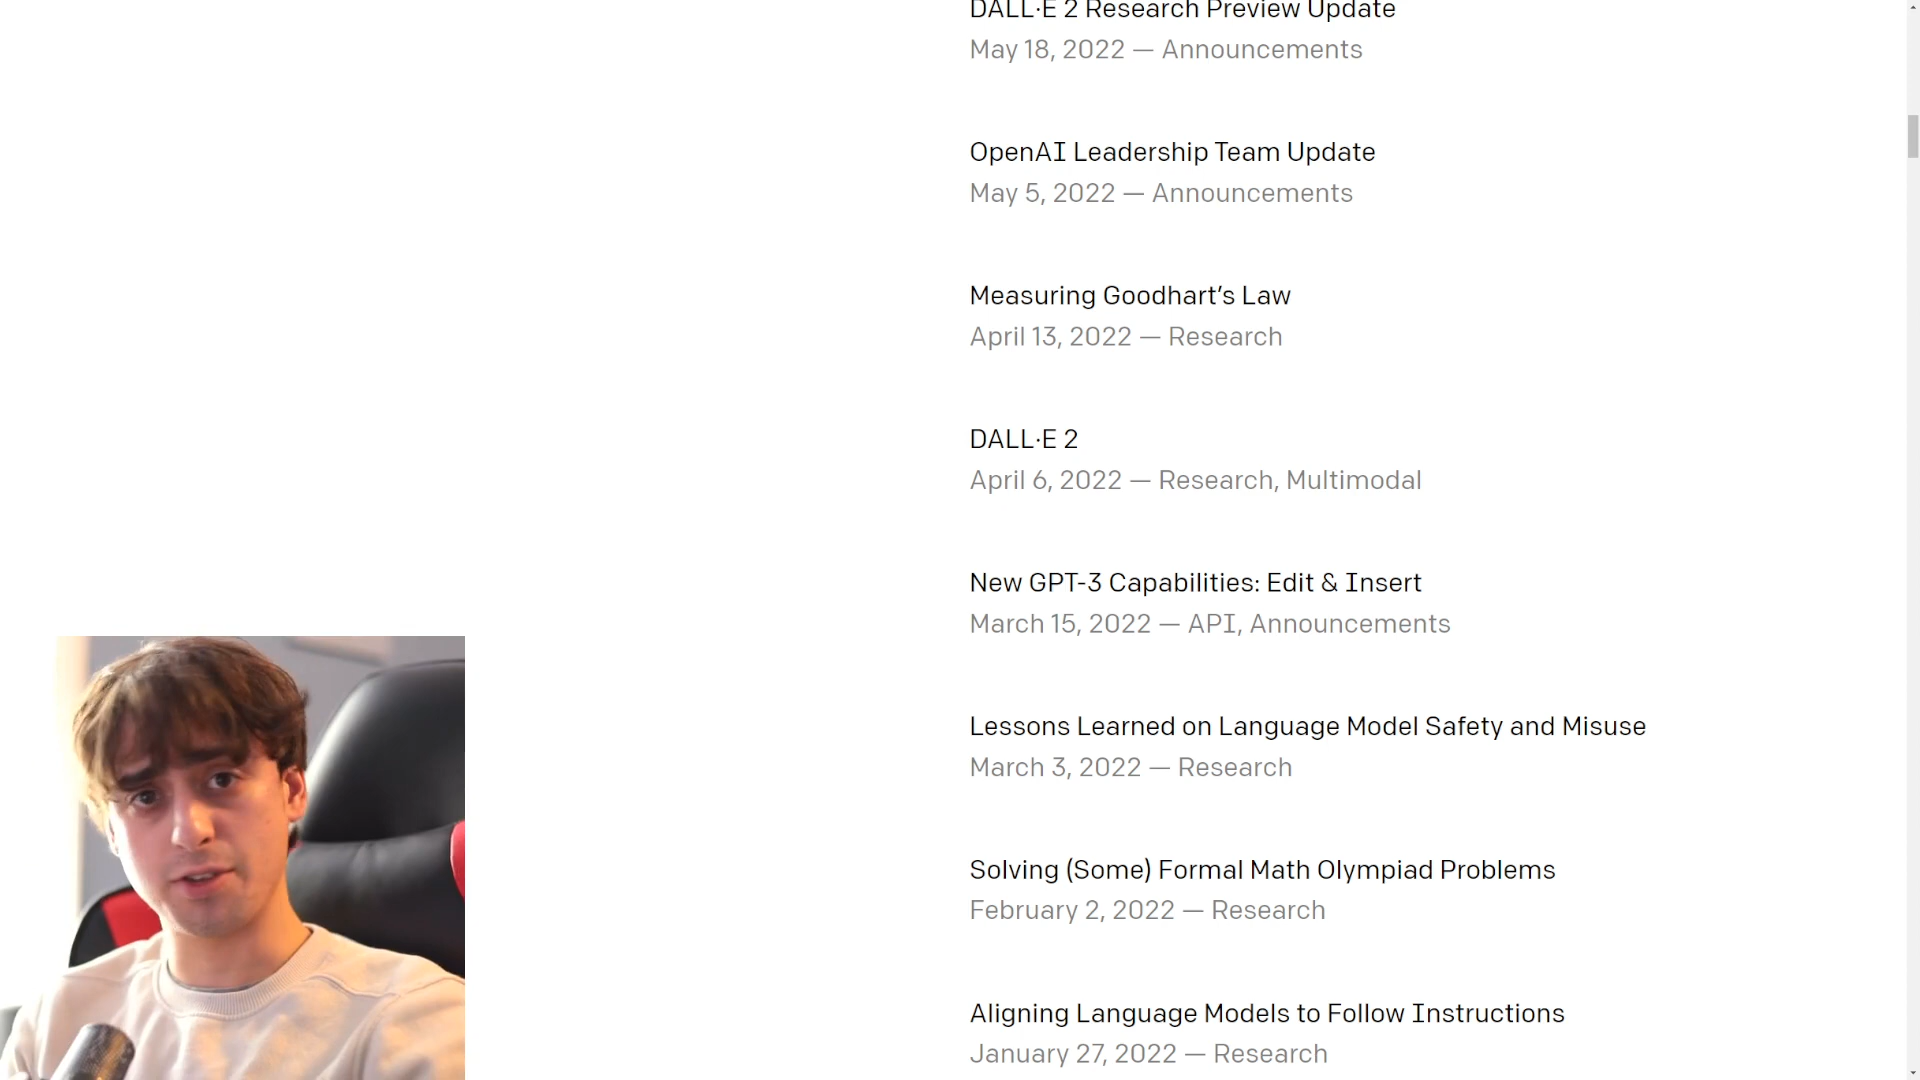 DALL·E 2 Research Preview Update
May 18, 2022 — Announcements
OpenAI Leadership Team Update
May 5, 2022 — Announcements
Measuring Goodhart’s Law
April 13, 2022 — Research
DALL·E 2
April 6, 2022 — Research, Multimodal
New GPT-3 Capabilities: Edit & Insert
March 15, 2022 — API, Announcements
Lessons Learned on Language Model Safety and Misuse
March 3, 2022 — Research
Solving (Some) Formal Math Olympiad Problems
February 2, 2022 — Research
Aligning Language Models to Follow Instructions
January 27, 2022 — Research